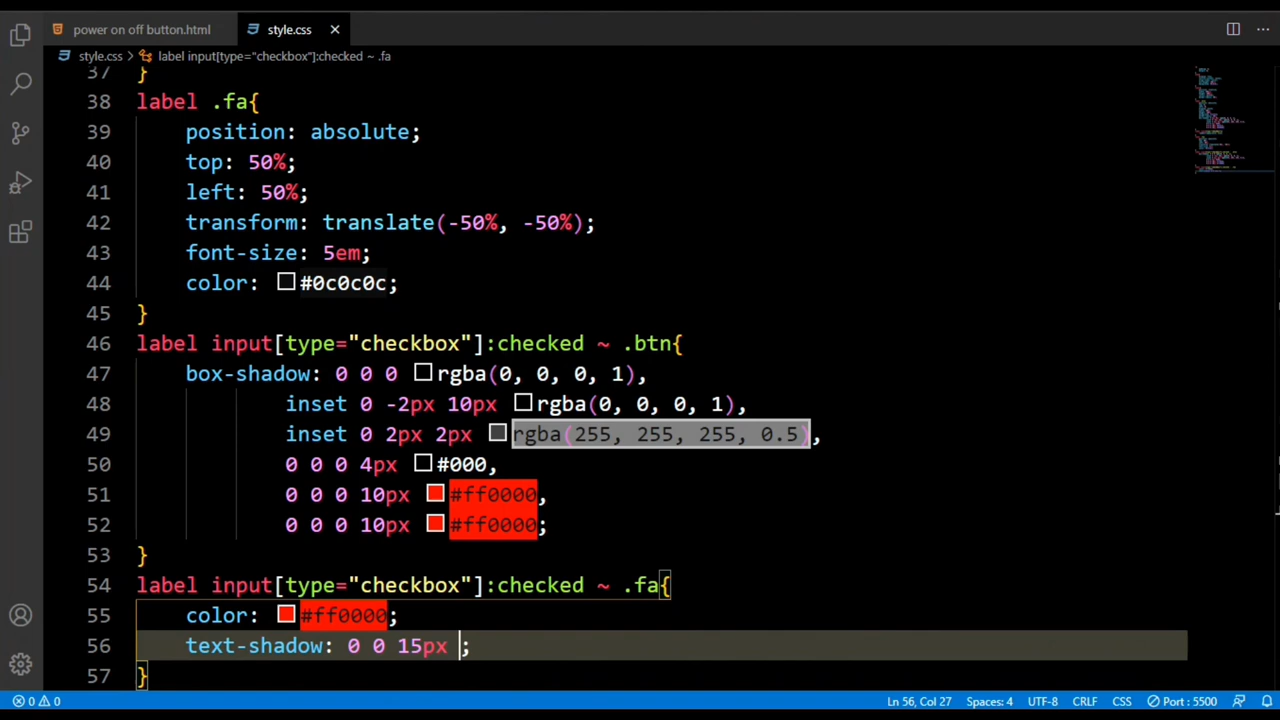 power on off button.html style.css
style.css > label input[type="checkbox"]:checked ~ .fa
37 }
38 label .fa{
39 position: absolute;
40 top: 50%;
41 left: 50%;
42 transform: translate(-50%, -50%);
43 font-size: 5em;
44 color: #0c0c0c;
45 }
46 label input[type="checkbox"]:checked ~ .btn{
47 box-shadow: 0 0 0 rgba(0, 0, 0, 1),
48 inset 0 -2px 10px rgba(0, 0, 0, 1),
49 inset 0 2px 2px rgba(255, 255, 255, 0.5),
50 0 0 0 4px #000,
51 0 0 0 10px #ff0000,
52 0 0 0 10px #ff0000;
53 }
54 label input[type="checkbox"]:checked ~ .fa{
55 color: #ff0000;
56 text-shadow: 0 0 15px ;
57 }
0 0 Ln 56, Col 27 Spaces: 4 UTF-8 CRLF CSS Port : 5500